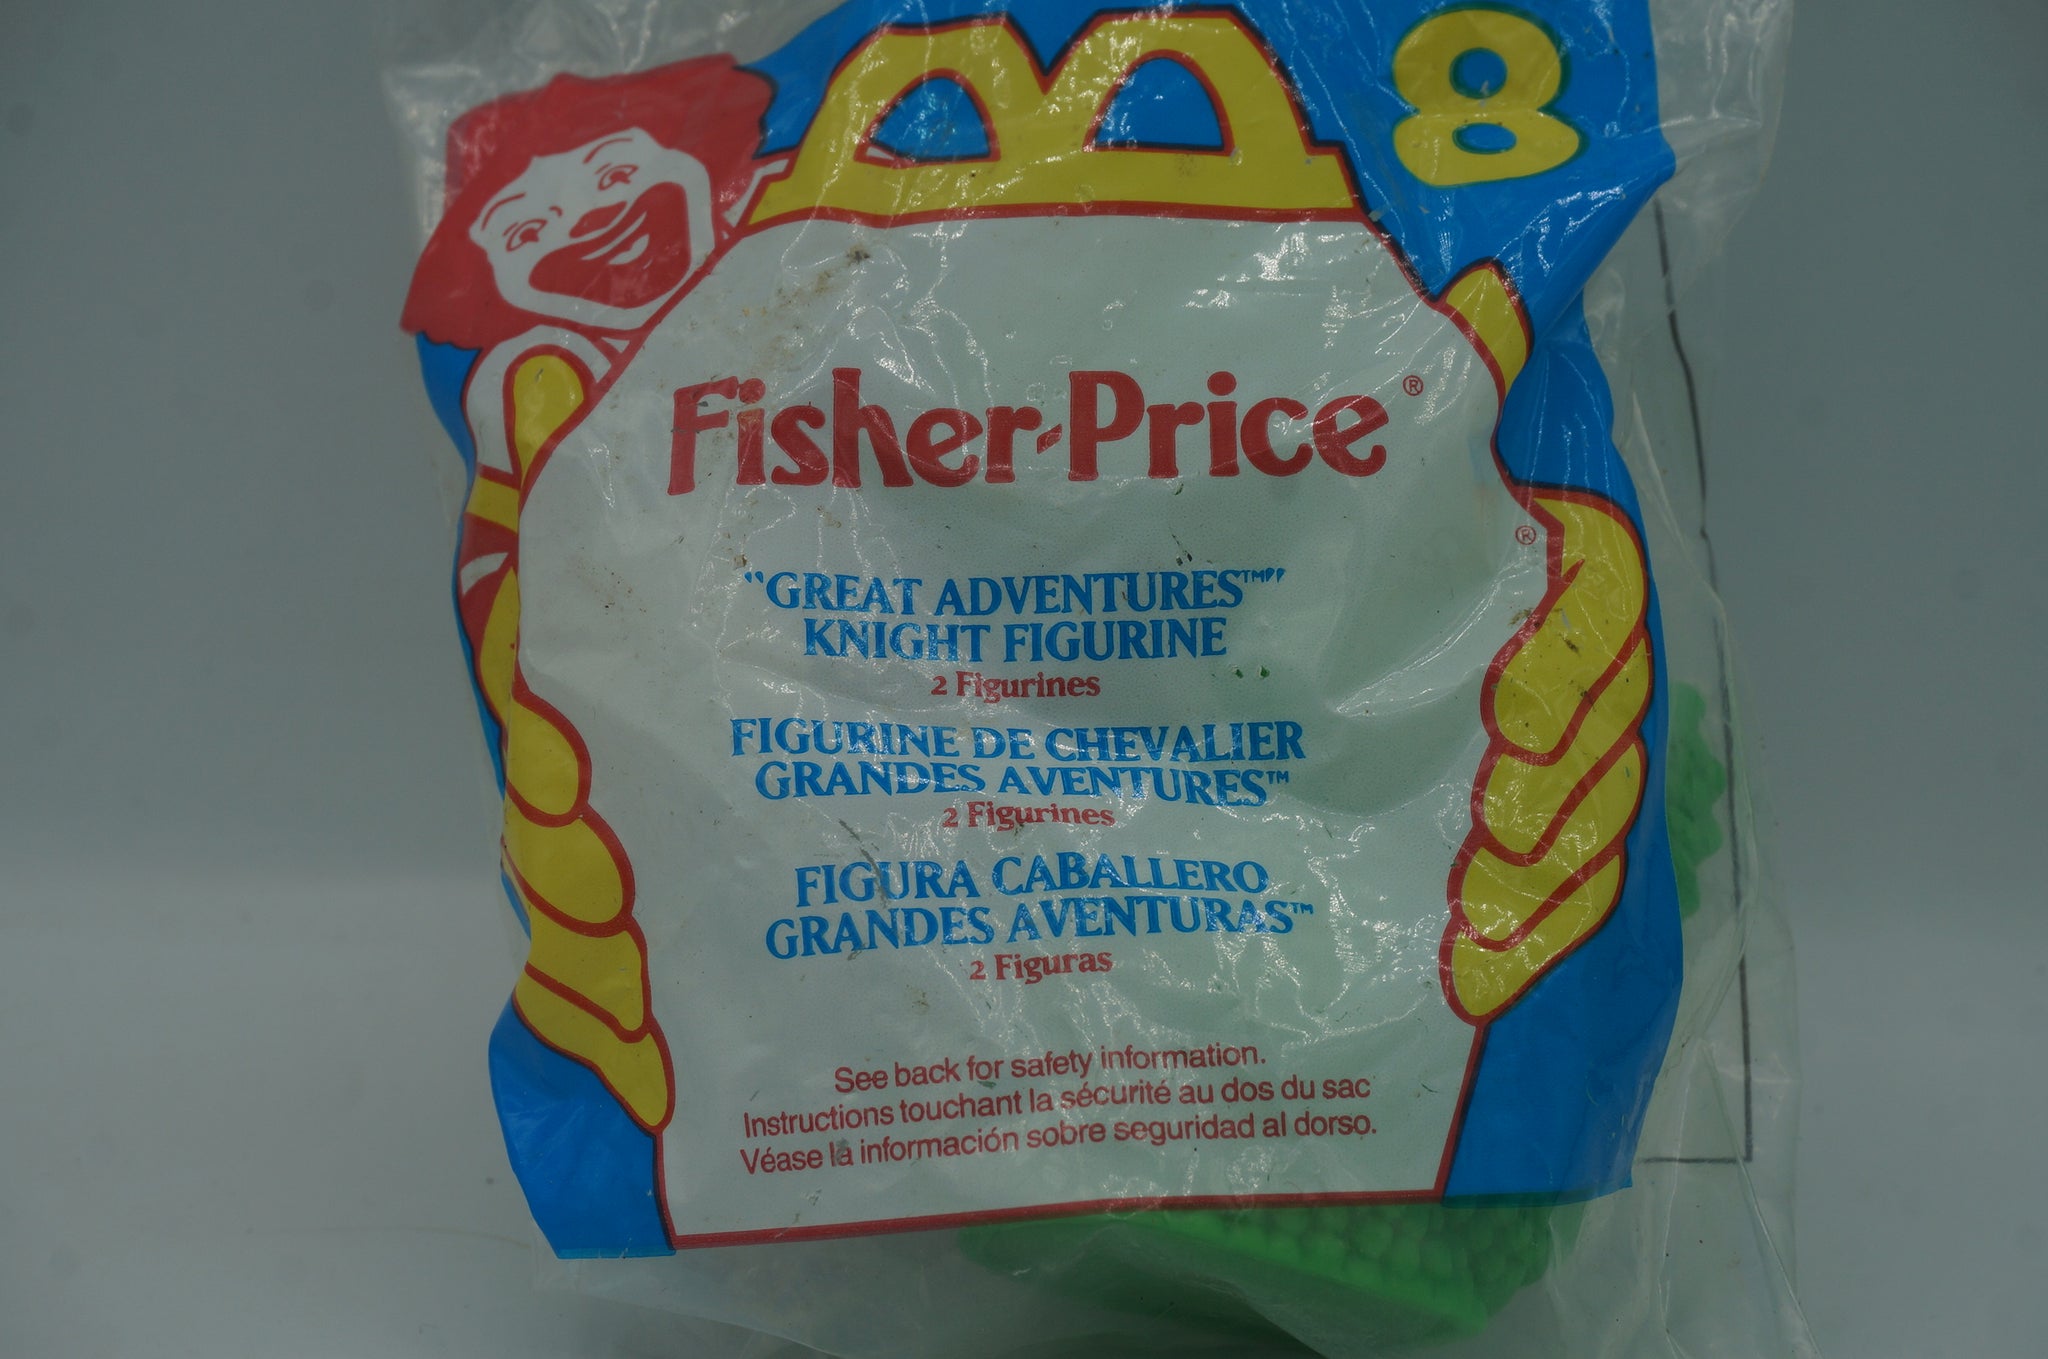 8
Fisher-Price®
®
"GREAT ADVENTURES™"
KNIGHT FIGURINE
2 Figurines
FIGURINE DE CHEVALIER
GRANDES AVENTURES™
2 Figurines
FIGURA CABALLERO
GRANDES AVENTURAS™
2 Figuras
See back for safety information.
Instructions touchant la sécurité au dos du sac
Véase la información sobre seguridad al dorso.